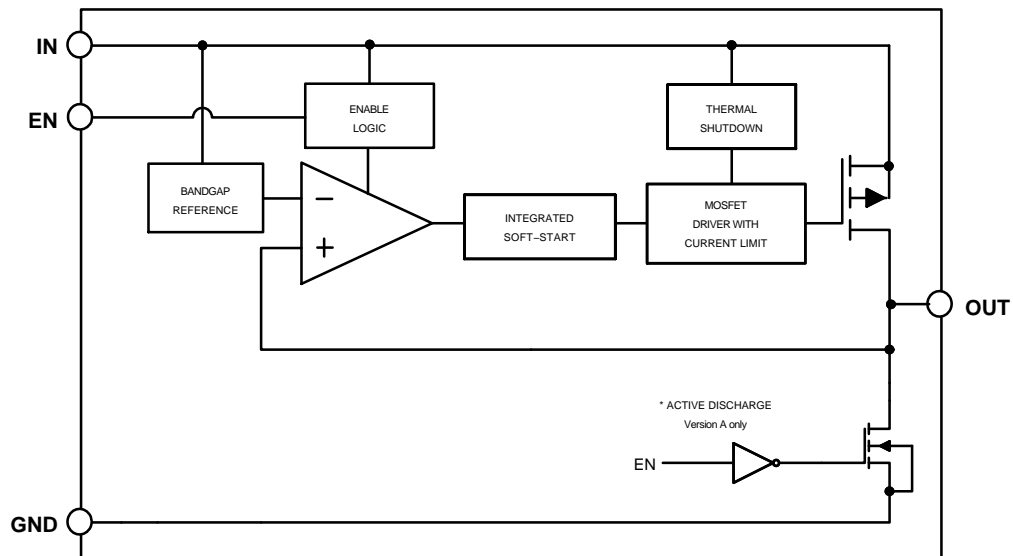 IN
EN
ENABLE
LOGIC
THERMAL
SHUTDOWN
BANDGAP
REFERENCE
−
+
INTEGRATED
SOFT−START
MOSFET
DRIVER WITH
CURRENT LIMIT
OUT
* ACTIVE DISCHARGE
Version A only
EN
GND